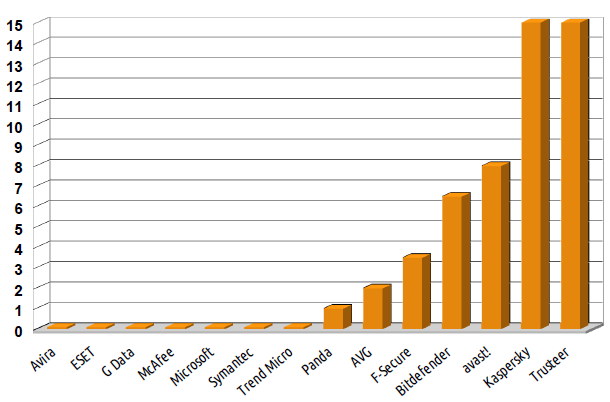 15
14
13
12
11
10
9
8
7
6
5
4
3
2
1
0
Avira
ESET
G Data
McAfee
Microsoft
Symantec
Trend Micro
Panda
AVG
F-Secure
Bitdefender
avast!
Kaspersky
Trusteer